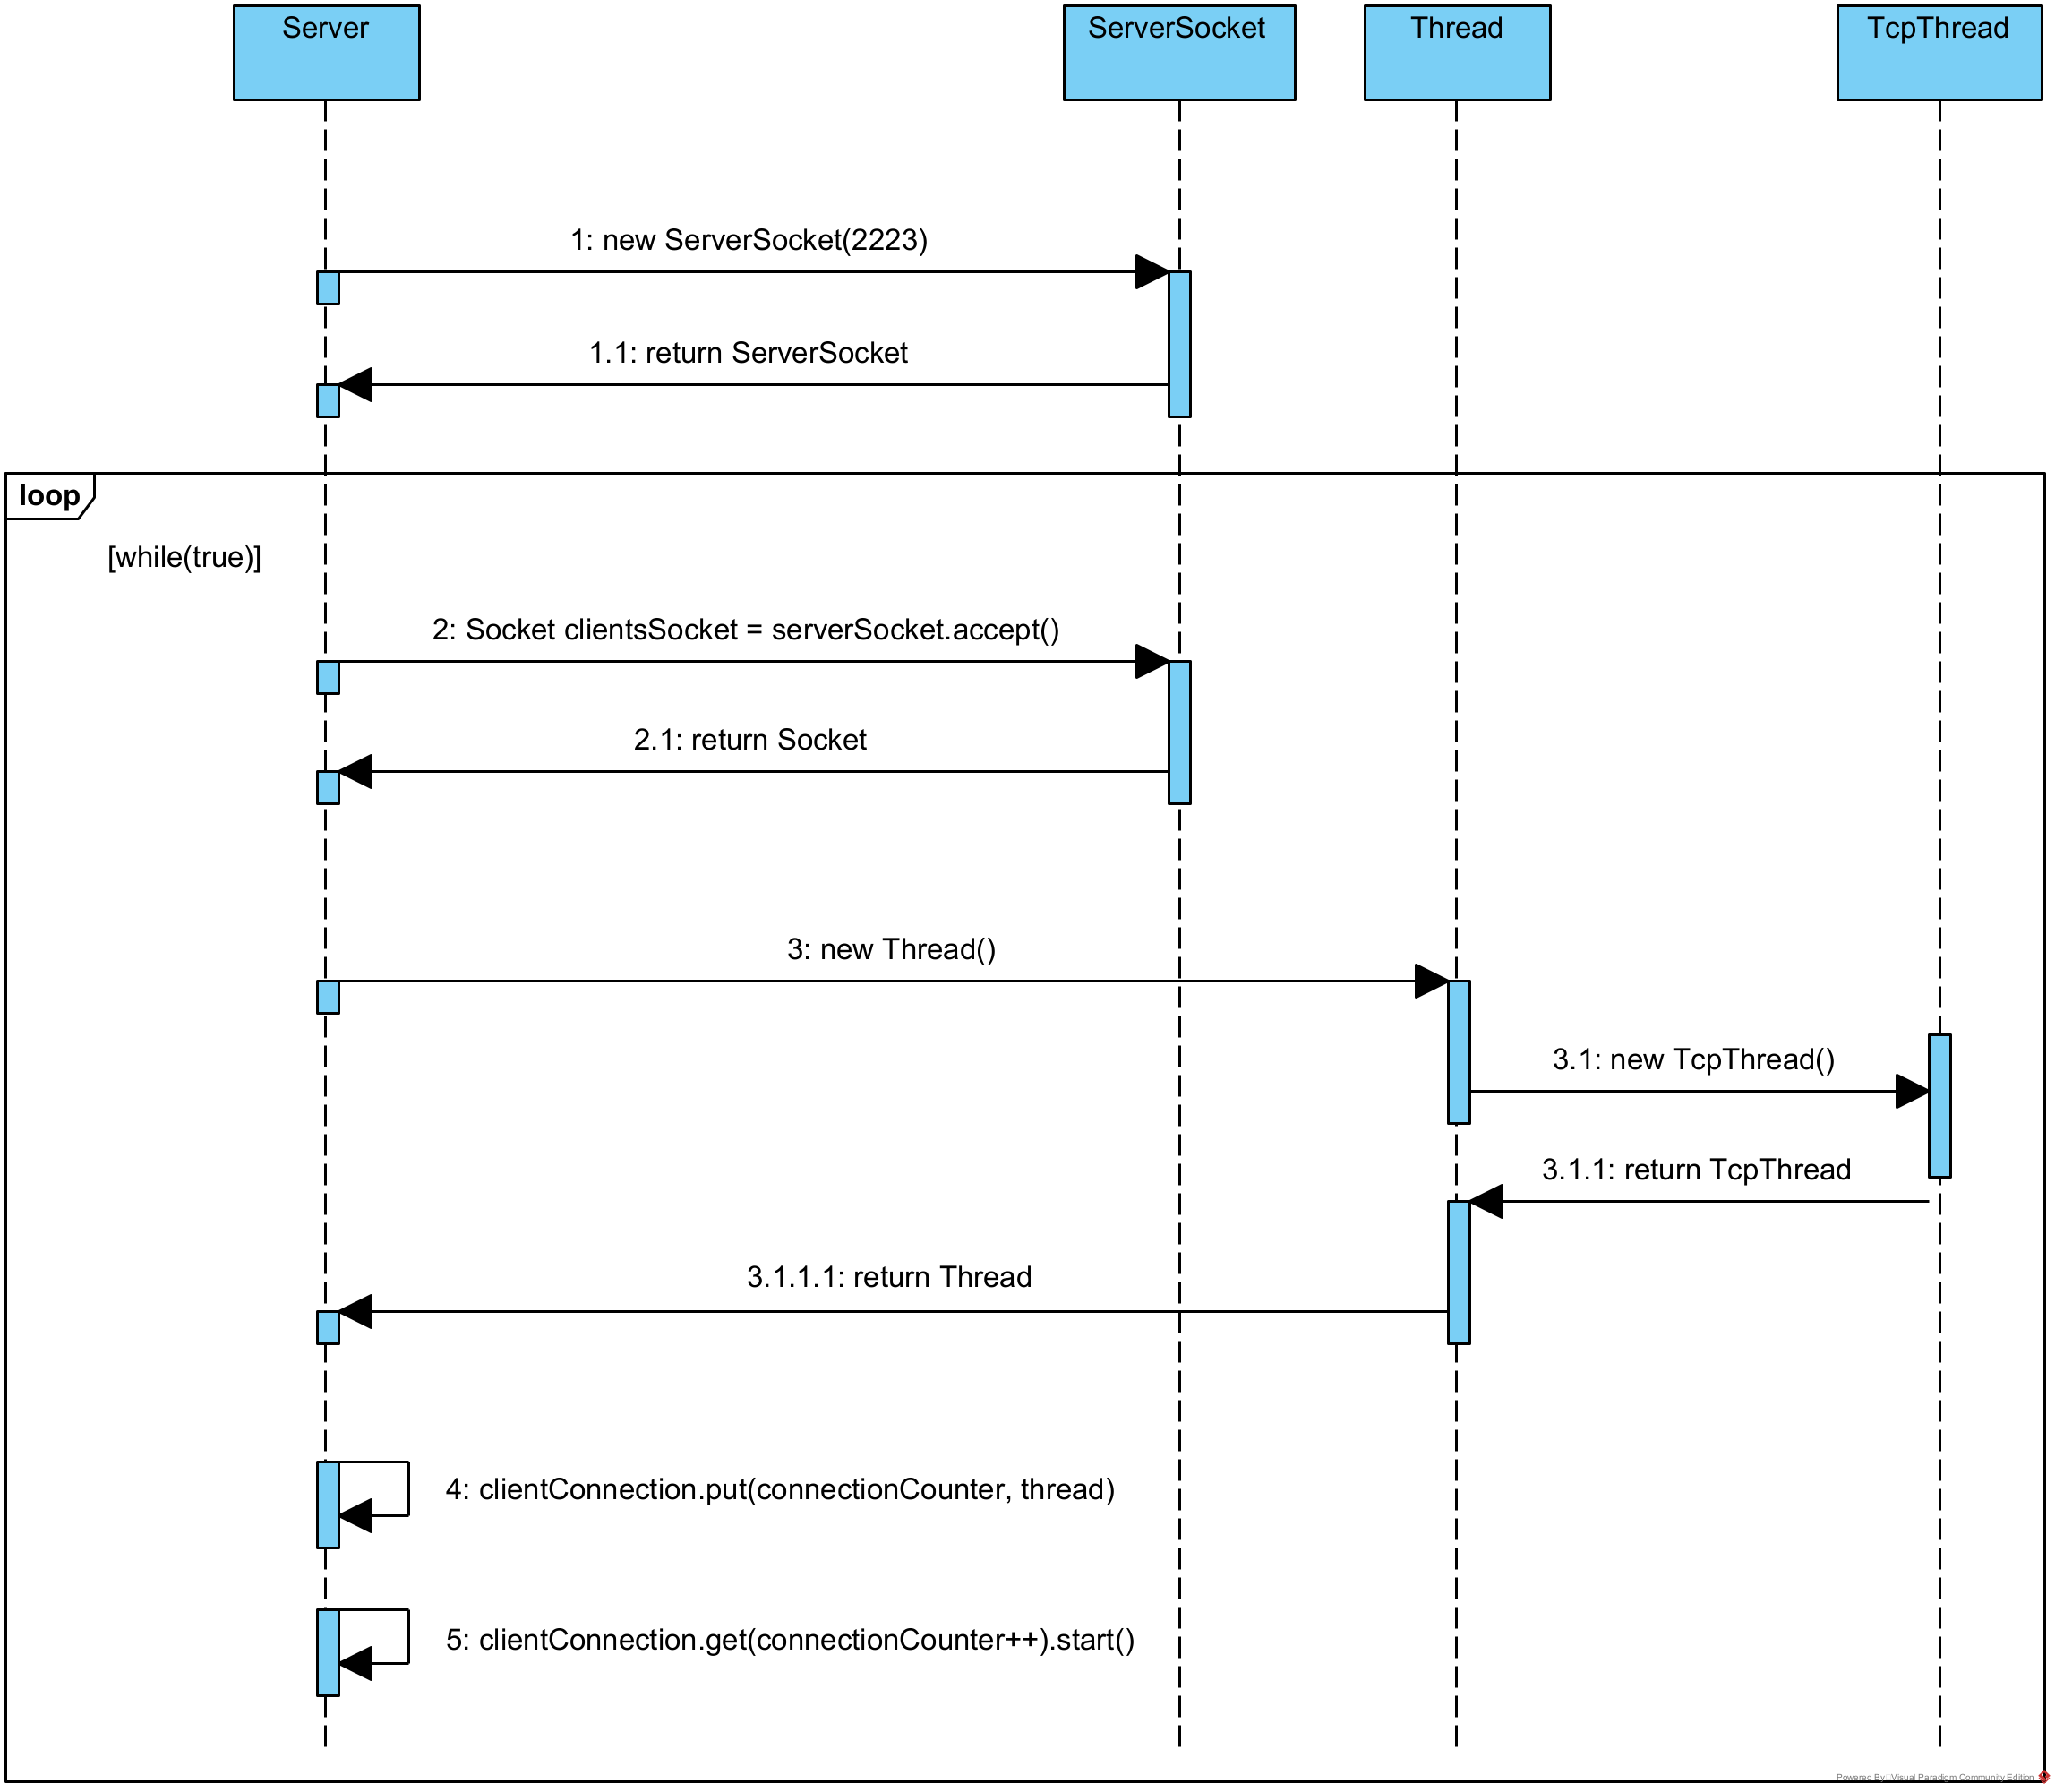 Server
ServerSocket
Thread
TcpThread
1: new ServerSocket(2223)
1.1: return ServerSocket
loop
[while(true)]
2: Socket clientsSocket = serverSocket.accept()
2.1: return Socket
3: new Thread()
3.1: new TcpThread()
3.1.1: return TcpThread
3.1.1.1: return Thread
4: clientConnection.put(connectionCounter, thread)
5: clientConnection.get(connectionCounter++).start()
Powered By Visual Paradigm Community Edition